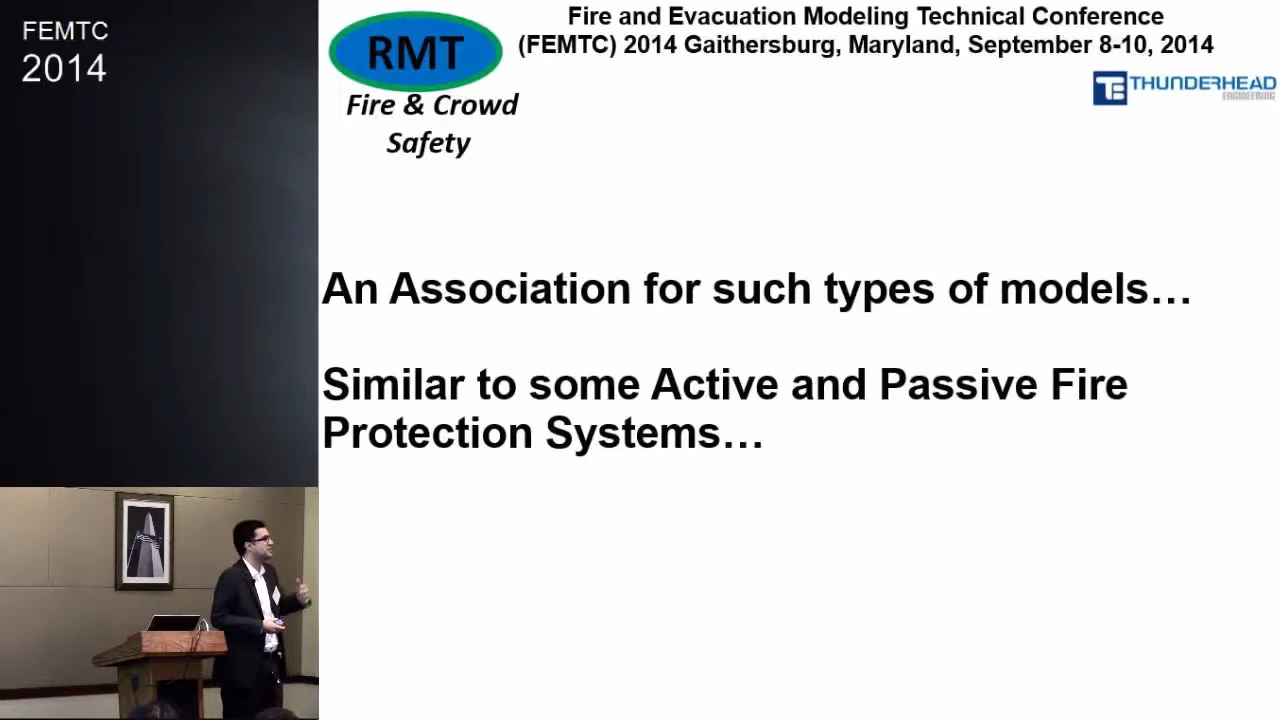 FEMTC
2014
RMT
Fire & Crowd
Safety
Fire and Evacuation Modeling Technical Conference
(FEMTC) 2014 Gaithersburg, Maryland, September 8-10, 2014
THUNDERHEAD
ENGINEERING
An Association for such types of models…
Similar to some Active and Passive Fire
Protection Systems…